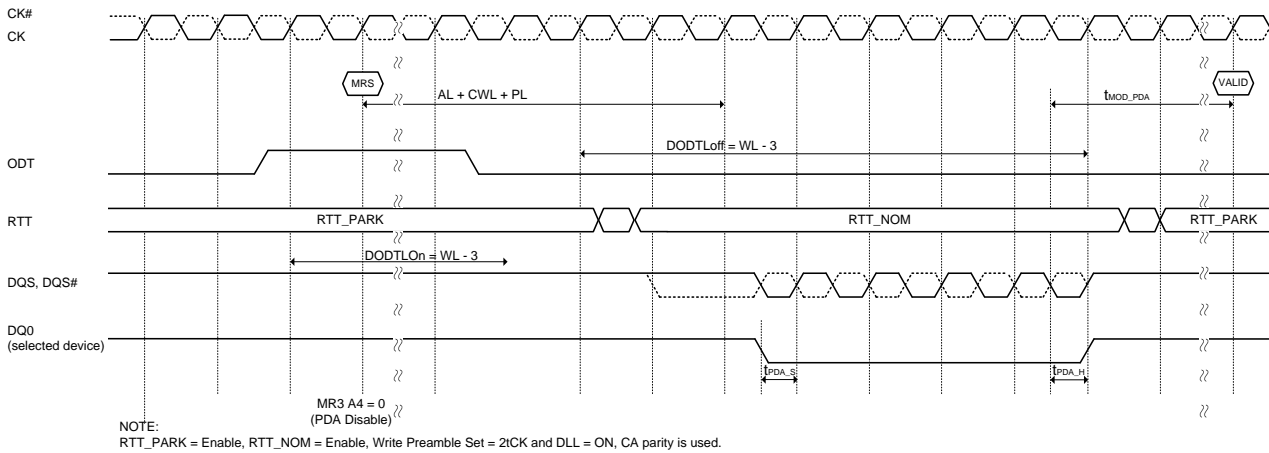 CK#
CK
MRS
VALID
AL + CWL + PL
tMOD_PDA
DODTLoff = WL - 3
ODT
RTT
RTT_PARK
RTT_NOM
RTT_PARK
DODTLOn = WL - 3
DQS, DQS#
DQ0
(selected device)
tPDA_S
tPDA_H
MR3 A4 = 0
(PDA Disable)
NOTE:
RTT_PARK = Enable, RTT_NOM = Enable, Write Preamble Set = 2tCK and DLL = ON, CA parity is used.